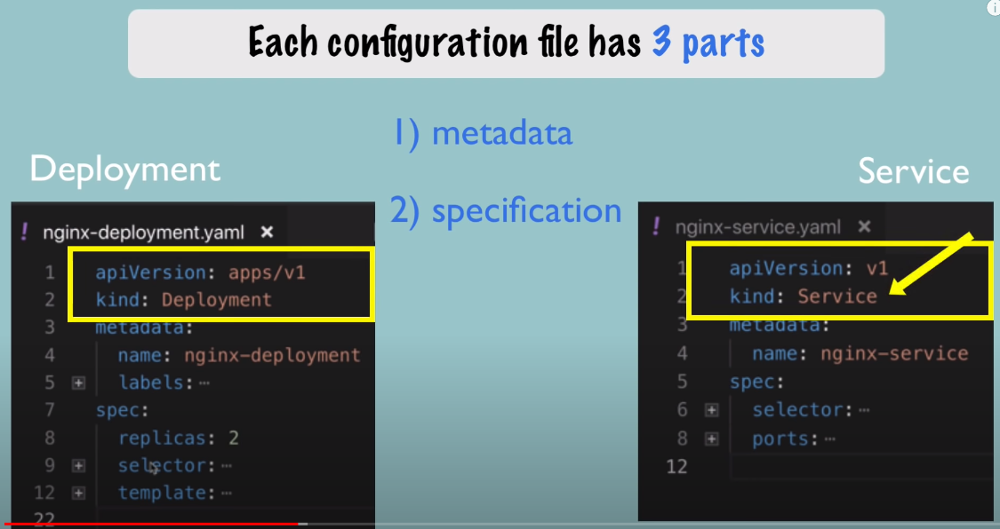 Each configuration file has 3 parts
1) metadata
2) specification
Deployment
! nginx-deployment.yaml ×
1 apiVersion: apps/v1
2 kind: Deployment
3 metadata:
4 name: nginx-deployment
5 labels: ⋯
7 spec:
8 replicas: 2
9 selector: ⋯
12 template: ⋯
22
Service
! nginx-service.yaml ×
1 apiVersion: v1
2 kind: Service
3 metadata:
4 name: nginx-service
5 spec:
6 selector: ⋯
8 ports: ⋯
12